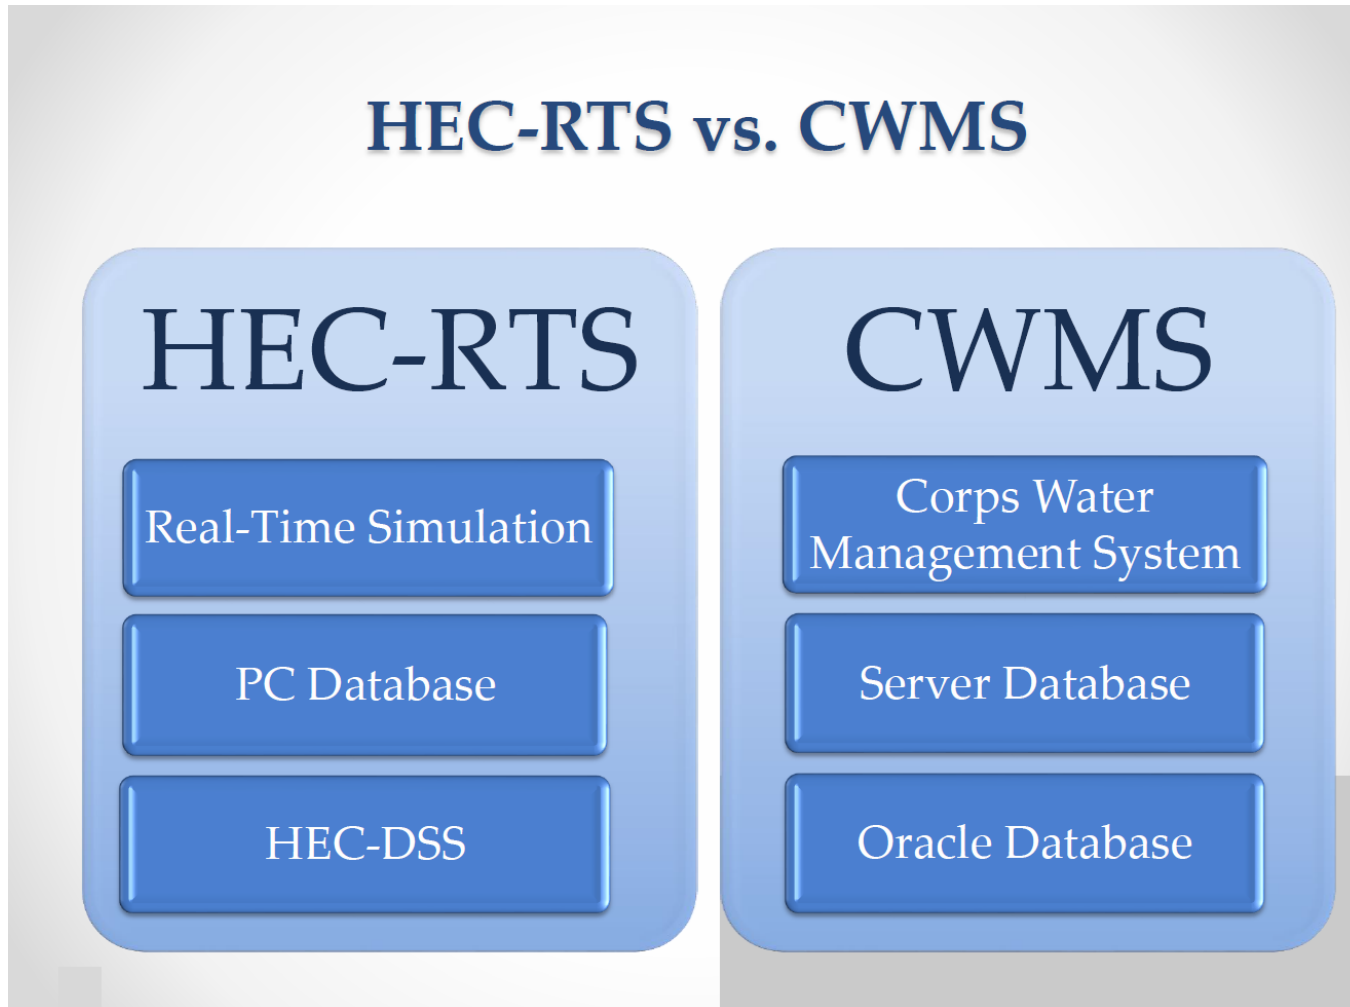 HEC-RTS vs. CWMS
HEC-RTS
Real-Time Simulation
PC Database
HEC-DSS
CWMS
Corps Water
Management System
Server Database
Oracle Database